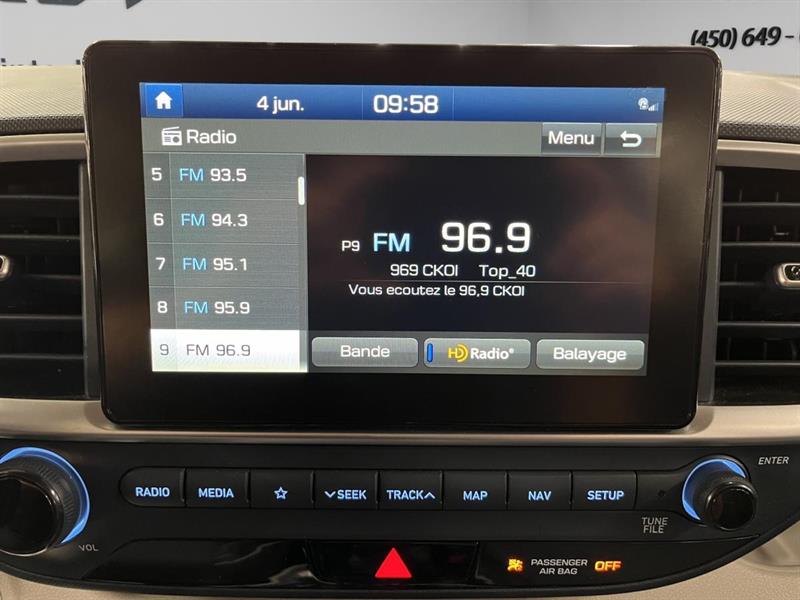 (450) 649 -
4 jun. 09:58
Radio Menu
5 FM 93.5
6 FM 94.3
7 FM 95.1
8 FM 95.9
9 FM 96.9
P9 FM 96.9
969 CKOI Top_40
Vous ecoutez le 96,9 CKOI
Bande HD Radio® Balayage
RADIO MEDIA SEEK TRACK MAP NAV SETUP
VOL
ENTER
TUNE
FILE
PASSENGER
AIR BAG OFF